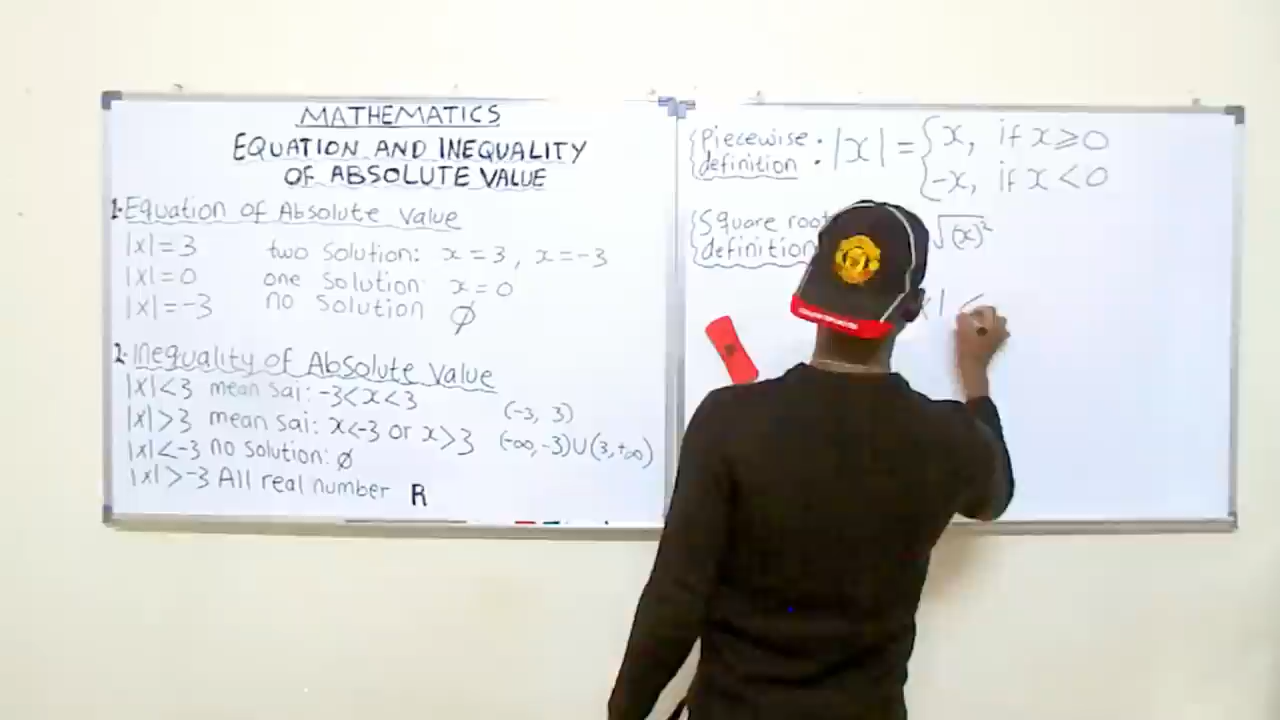 MATHEMATICS
EQUATION AND INEQUALITY
OF ABSOLUTE VALUE
1. Equation of Absolute Value
|x| = 3 two solution: x = 3, x = -3
|x| = 0 one solution x = 0
|x| = -3 no solution ∅
2. Inequality of Absolute Value
|x| < 3 mean sai: -3 < x < 3 (-3, 3)
|x| > 3 mean sai: x < -3 or x > 3 (-∞, -3) ∪ (3, +∞)
|x| < -3 no solution: ∅
|x| > -3 All real number R
Piecewise definition : |x| = { x, if x ≥ 0
-x, if x < 0
Square root
definition √(x)²
x| <